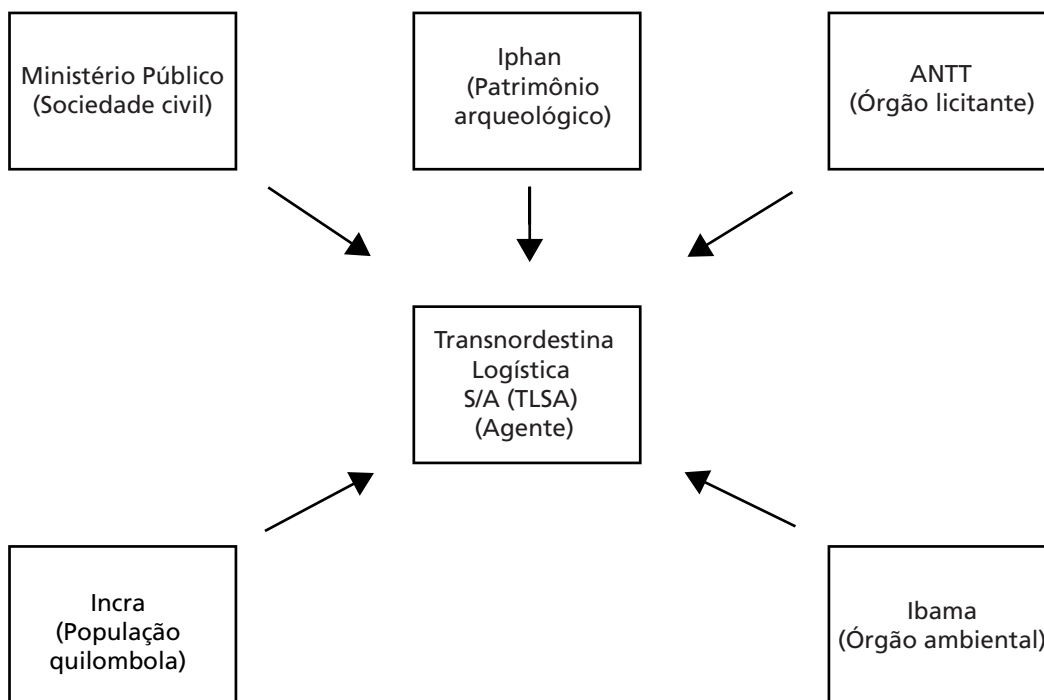 Ministério Público
(Sociedade civil)
Iphan
(Patrimônio
arqueológico)
ANTT
(Órgão licitante)
Transnordestina
Logística
S/A (TLSA)
(Agente)
Incra
(População
quilombola)
Ibama
(Órgão ambiental)